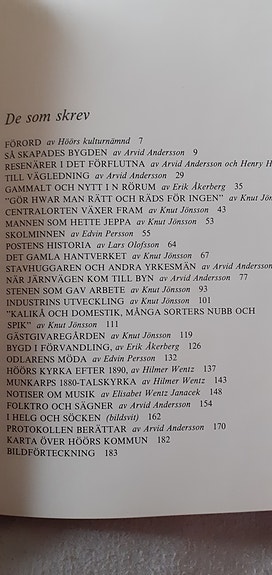 De som skrev
FÖRORD av Höörs kulturnämnd 7
SÅ SKAPADES BYGDEN av Arvid Andersson 9
RESENÄRER I DET FÖRFLUTNA av Arvid Andersson och Henry H
TILL VÄGLEDNING av Arvid Andersson 29
GAMMALT OCH NYTT I N RÖRUM av Erik Åkerberg 35
"GÖR HWAR MAN RÄTT OCH RÄDS FÖR INGEN" av Knut Jön
CENTRALORTEN VÄXER FRAM av Knut Jönsson 43
MANNEN SOM HETTE JEPPA av Knut Jönsson 53
SKOLMINNEN av Edvin Persson 55
POSTENS HISTORIA av Lars Olofsson 64
DET GAMLA HANTVERKET av Knut Jönsson 67
STAVHUGGAREN OCH ANDRA YRKESMÄN av Arvid Andersson
NÄR JÄRNVÄGEN KOM TILL BYN av Arvid Andersson 77
STENEN SOM GAV ARBETE av Knut Jönsson 93
INDUSTRINS UTVECKLING av Knut Jönsson 101
"KALIKÅ OCH DOMESTIK, MÅNGA SORTERS NUBB OCH
SPIK" av Knut Jönsson 111
GÄSTGIVAREGÅRDEN av Knut Jönsson 119
BYGD I FÖRVANDLING, av Erik Åkerberg 126
ODLARENS MÖDA av Edvin Persson 132
HÖÖRS KYRKA EFTER 1890, av Hilmer Wentz 137
MUNKARPS 1880-TALSKYRKA av Hilmer Wentz 143
NOTISER OM MUSIK av Elisabet Wentz Janacek 148
FOLKTRO OCH SÄGNER av Arvid Andersson 154
I HELG OCH SÖCKEN (bildsvit) 162
PROTOKOLLEN BERÄTTAR av Arvid Andersson 170
KARTA ÖVER HÖÖRS KOMMUN 182
BILDFÖRTECKNING 183